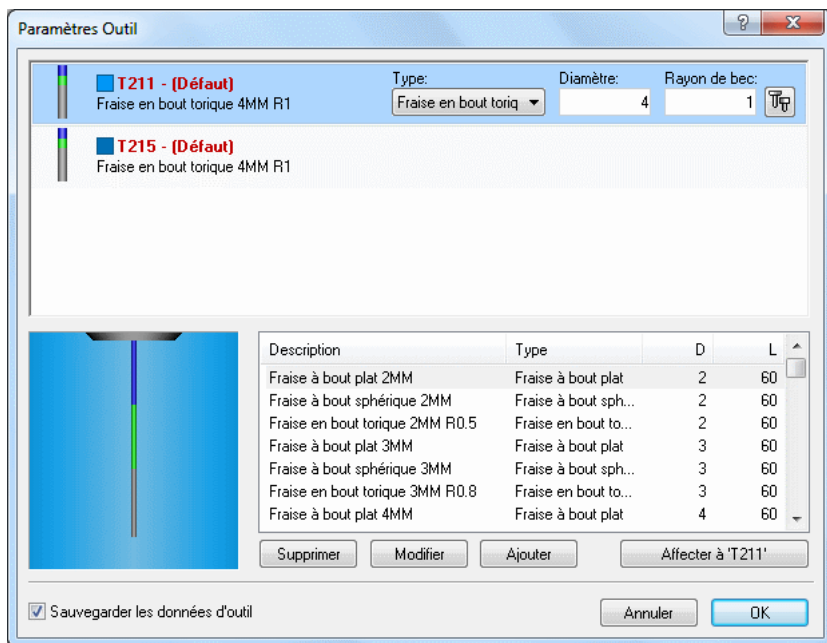 Paramètres Outil
T211 - (Défaut)
Fraise en bout torique 4MM R1
Type:
Diamètre:
Rayon de bec:
Fraise en bout toriq
4
1
T215 - (Défaut)
Fraise en bout torique 4MM R1
Description Type D L
Fraise à bout plat 2MM Fraise à bout plat 2 60
Fraise à bout sphérique 2MM Fraise à bout sph... 2 60
Fraise en bout torique 2MM R0.5 Fraise en bout to... 2 60
Fraise à bout plat 3MM Fraise à bout plat 3 60
Fraise à bout sphérique 3MM Fraise à bout sph... 3 60
Fraise en bout torique 3MM R0.8 Fraise en bout to... 3 60
Fraise à bout plat 4MM Fraise à bout plat 4 60
Supprimer Modifier Ajouter Affecter à 'T211'
Sauvegarder les données d'outil
Annuler OK